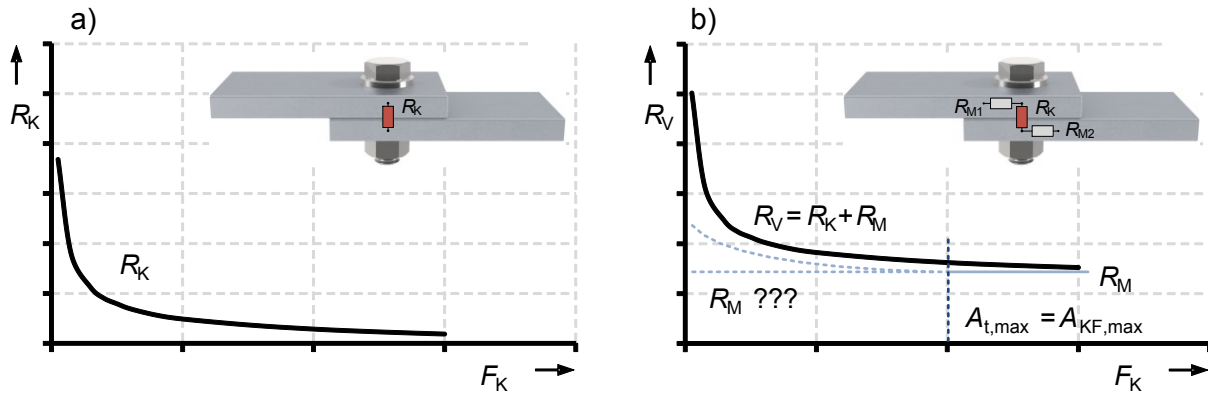 a)
R_K
R_K
R_K
F_K
b)
R_V
R_M1
R_K
R_M2
R_V = R_K + R_M
R_M ???
R_M
A_t,max = A_KF,max
F_K